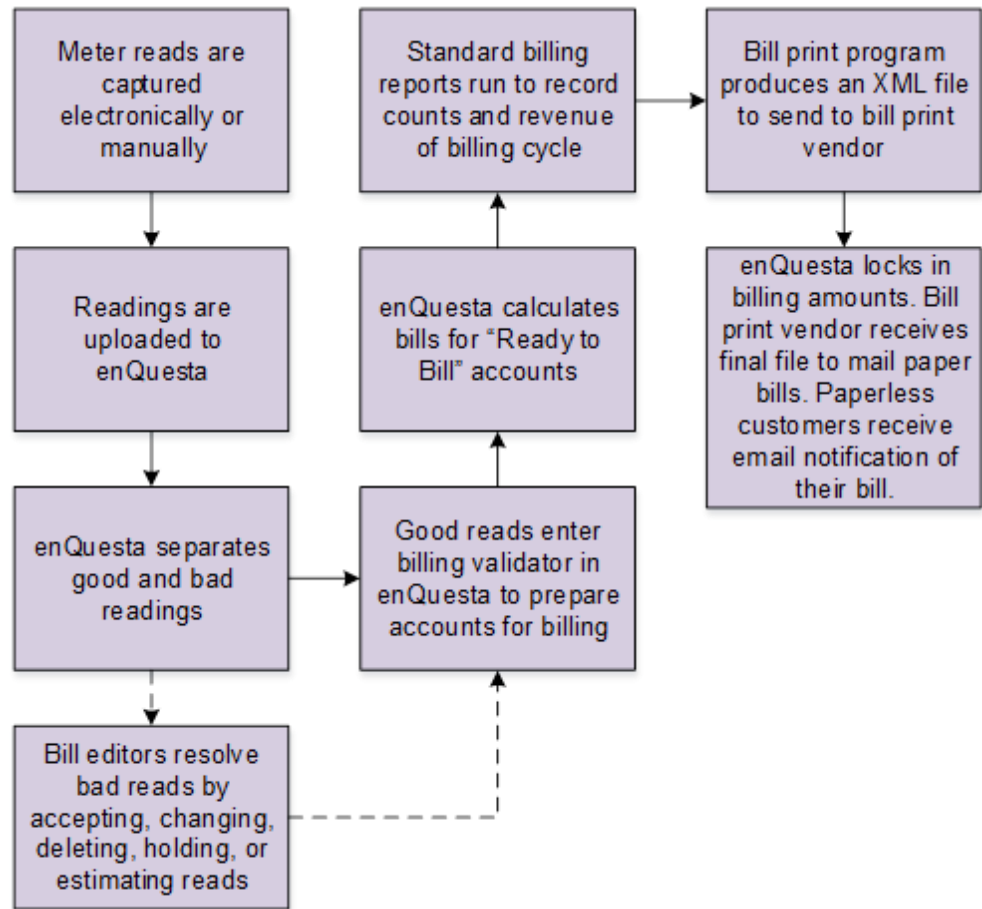 Meter reads are
captured
electronically or
manually
Readings are
uploaded to
enQuesta
enQuesta separates
good and bad
readings
Bill editors resolve
bad reads by
accepting, changing,
deleting, holding, or
estimating reads
Good reads enter
billing validator in
enQuesta to prepare
accounts for billing
enQuesta calculates
bills for “Ready to
Bill” accounts
Standard billing
reports run to record
counts and revenue
of billing cycle
Bill print program
produces an XML file
to send to bill print
vendor
enQuesta locks in
billing amounts. Bill
print vendor receives
final file to mail paper
bills. Paperless
customers receive
email notification of
their bill.